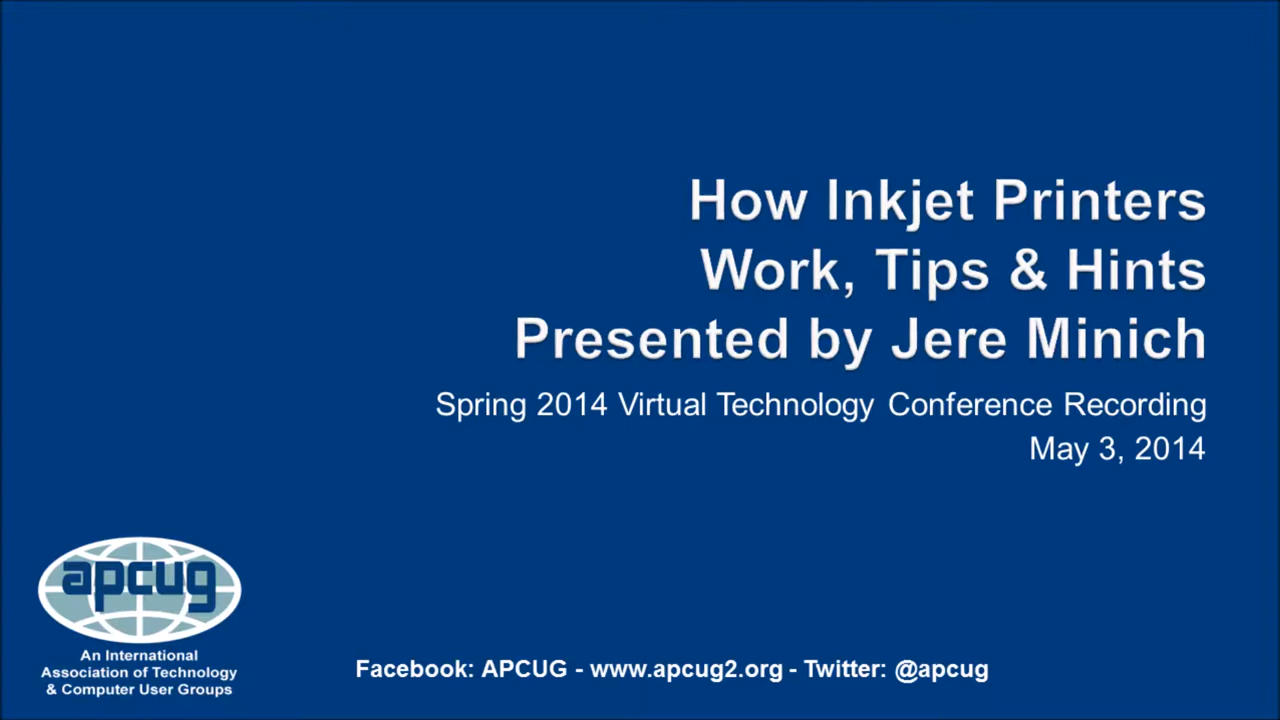 How Inkjet Printers
Work, Tips & Hints
Presented by Jere Minich
Spring 2014 Virtual Technology Conference Recording
May 3, 2014
apcug
An International
Association of Technology
& Computer User Groups
Facebook: APCUG - www.apcug2.org - Twitter: @apcug